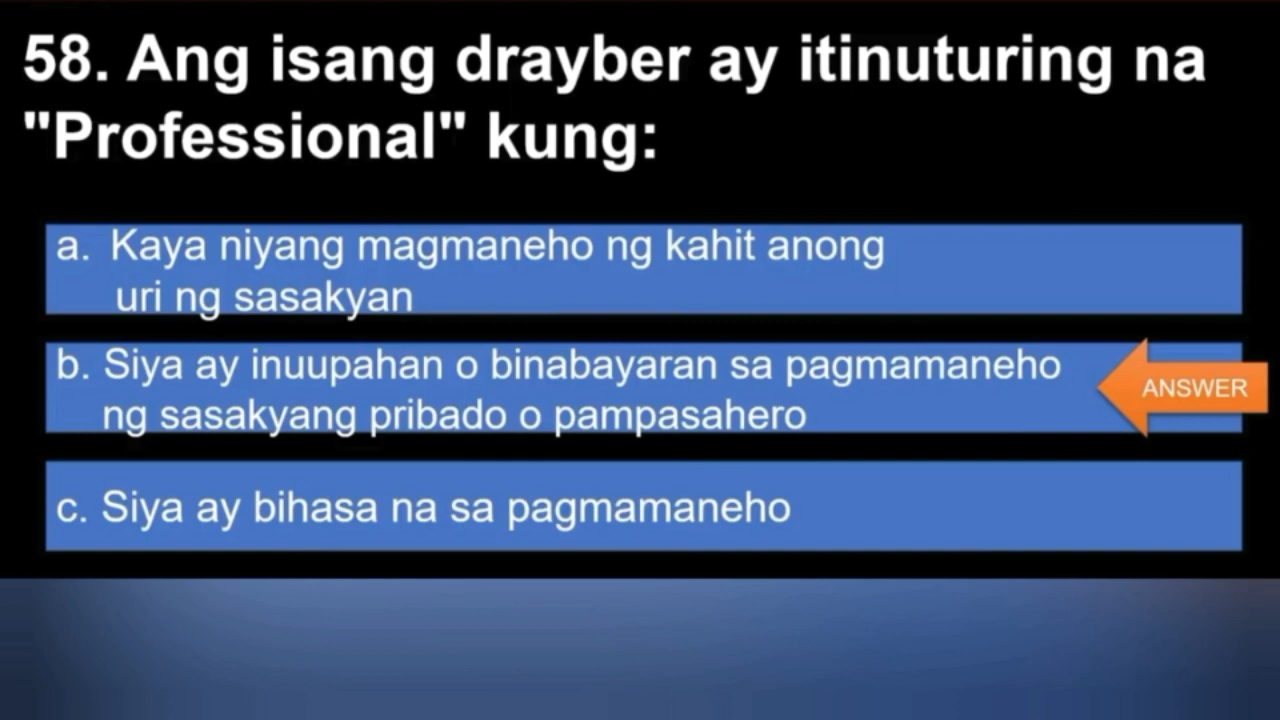 58. Ang isang drayber ay itinuturing na
"Professional" kung:
a. Kaya niyang magmaneho ng kahit anong
uri ng sasakyan
b. Siya ay inuupahan o binabayaran sa pagmamaneho
ng sasakyang pribado o pampasahero
ANSWER
c. Siya ay bihasa na sa pagmamaneho